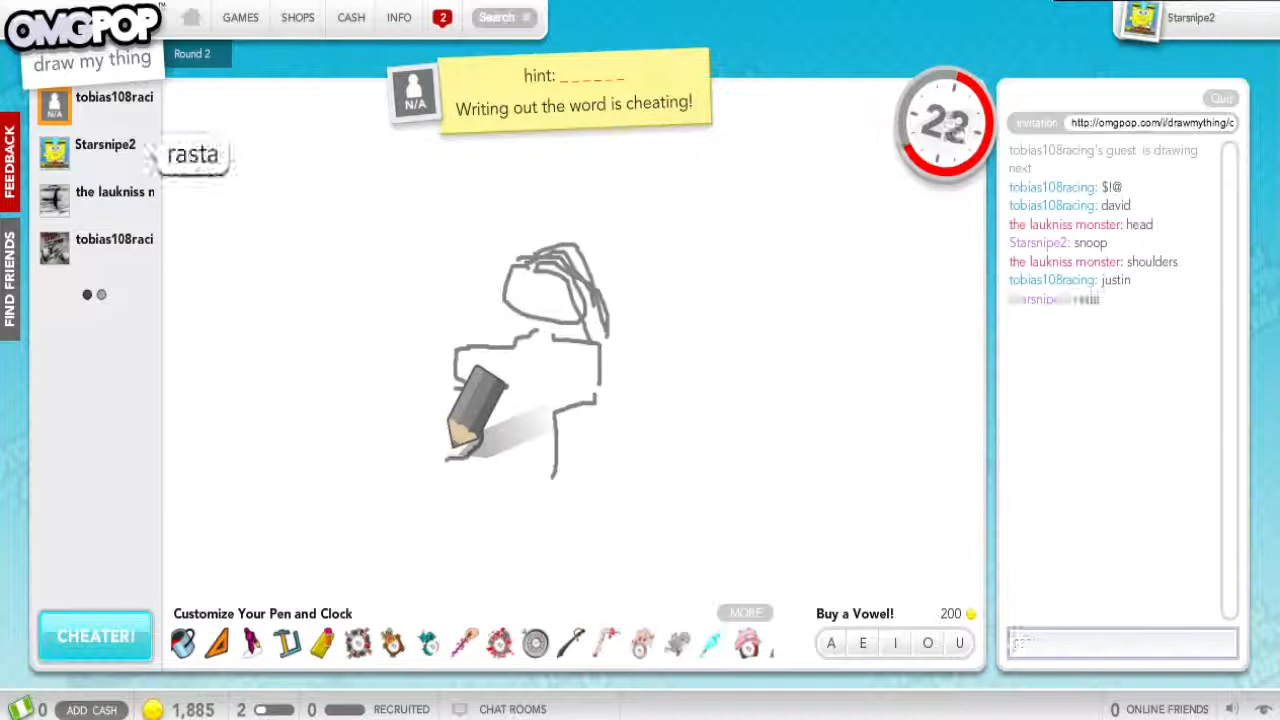 OMGPOP™
GAMES
SHOPS
CASH
INFO
2
Search
Starsnipe2
draw my thing
Round 2
hint: _ _ _ _ _ _
Writing out the word is cheating!
N/A
FEEDBACK
FIND FRIENDS
N/A
tobias108raci
Starsnipe2
rasta
the laukniss n
tobias108raci
CHEATER!
Quit
Invitation
http://omgpop.com/i/drawmything/c
tobias108racing's guest is drawing
next
tobias108racing: $!@
tobias108racing: david
the laukniss monster: head
Starsnipe2: snoop
the laukniss monster: shoulders
tobias108racing: justin
Customize Your Pen and Clock
MORE
Buy a Vowel!
200
A E I O U
0
ADD CASH
1,885
2
0
RECRUITED
CHAT ROOMS
0 ONLINE FRIENDS